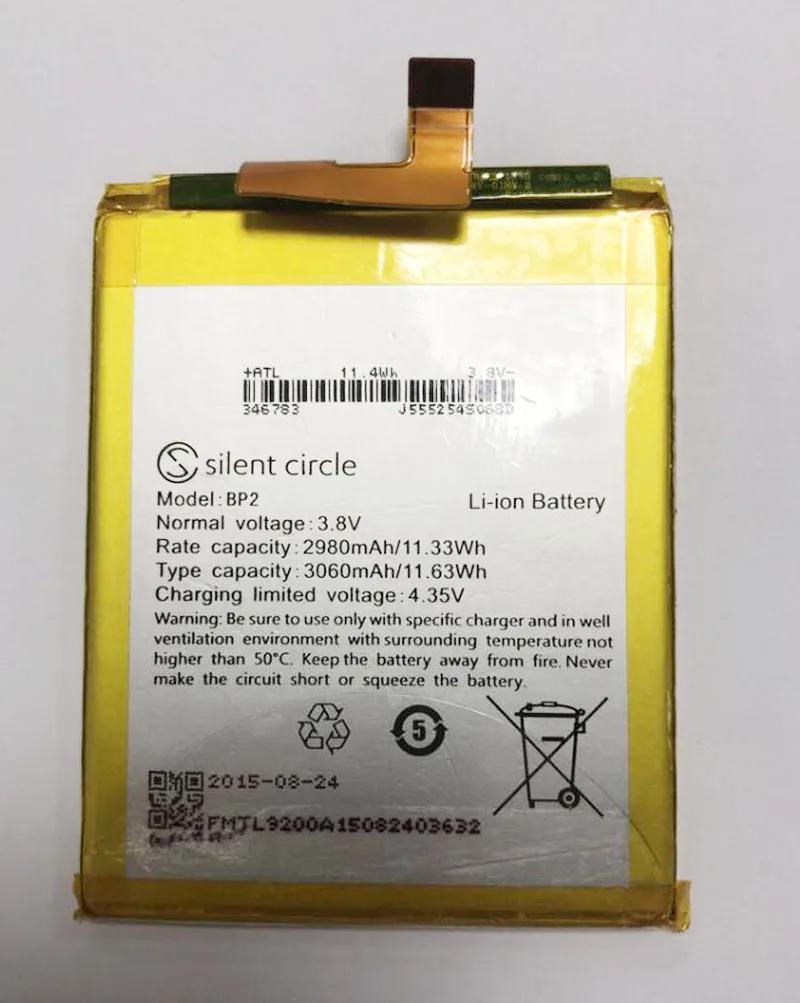 +ATL 11.4Wh 3.8V-
346783
silent circle
Model:BP2 Li-ion Battery
Normal voltage:3.8V
Rate capacity:2980mAh/11.33Wh
Type capacity:3060mAh/11.63Wh
Charging limited voltage:4.35V
Warning: Be sure to use only with specific charger and in well
ventilation environment with surrounding temperature not
higher than 50°C. Keep the battery away from fire. Never
make the circuit short or squeeze the battery.
5
2015-08-24
FMTL9200A15082403632